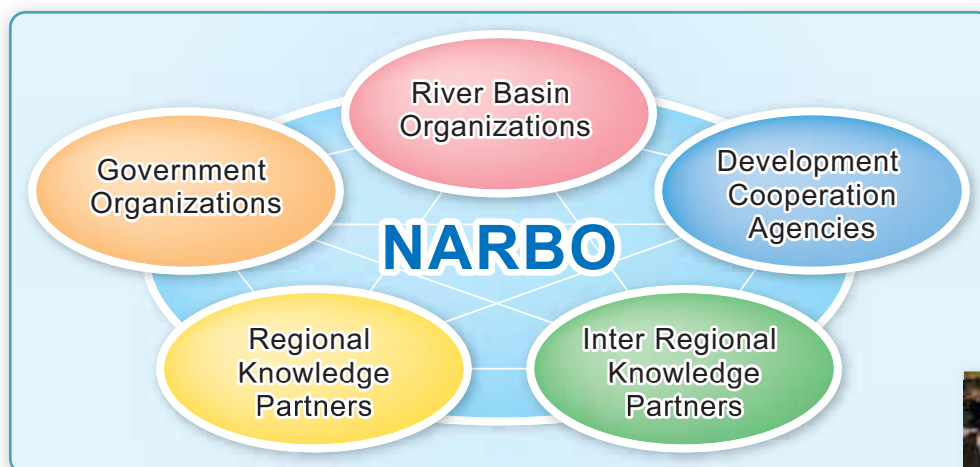 River Basin
Organizations
Government
Organizations
Development
Cooperation
Agencies
NARBO
Regional
Knowledge
Partners
Inter Regional
Knowledge
Partners